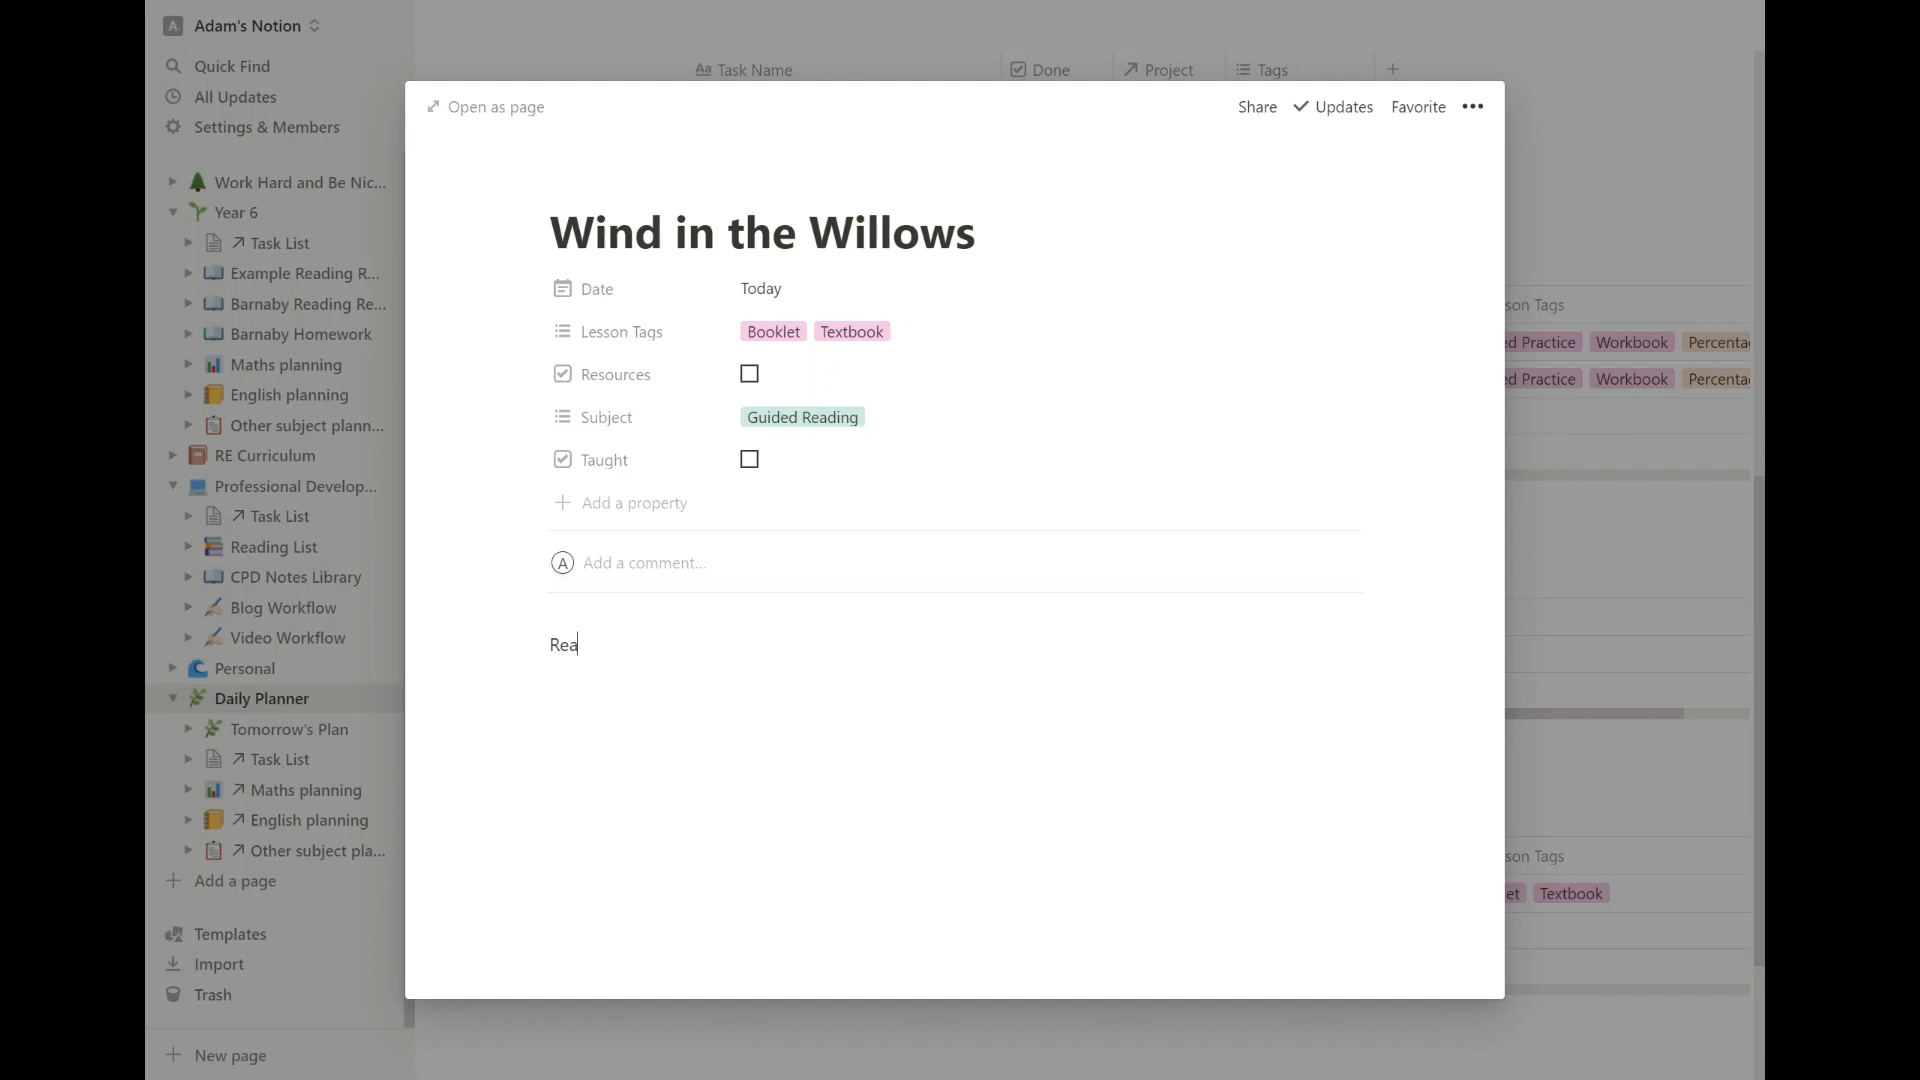 A Adam's Notion
Quick Find
All Updates
Settings & Members
Work Hard and Be Nic...
Year 6
Task List
Example Reading R...
Barnaby Reading Re...
Barnaby Homework
Maths planning
English planning
Other subject plann...
RE Curriculum
Professional Develop...
Task List
Reading List
CPD Notes Library
Blog Workflow
Video Workflow
Personal
Daily Planner
Tomorrow's Plan
Task List
Maths planning
English planning
Other subject pla...
Add a page
Templates
Import
Trash
New page
Aa Task Name Done Project Tags
Open as page Share Updates Favorite
Wind in the Willows
Date Today
Lesson Tags Booklet Textbook
Resources
Subject Guided Reading
Taught
Add a property
A Add a comment...
Rea
son Tags
ed Practice Workbook Percentag
ed Practice Workbook Percentag
son Tags
et Textbook